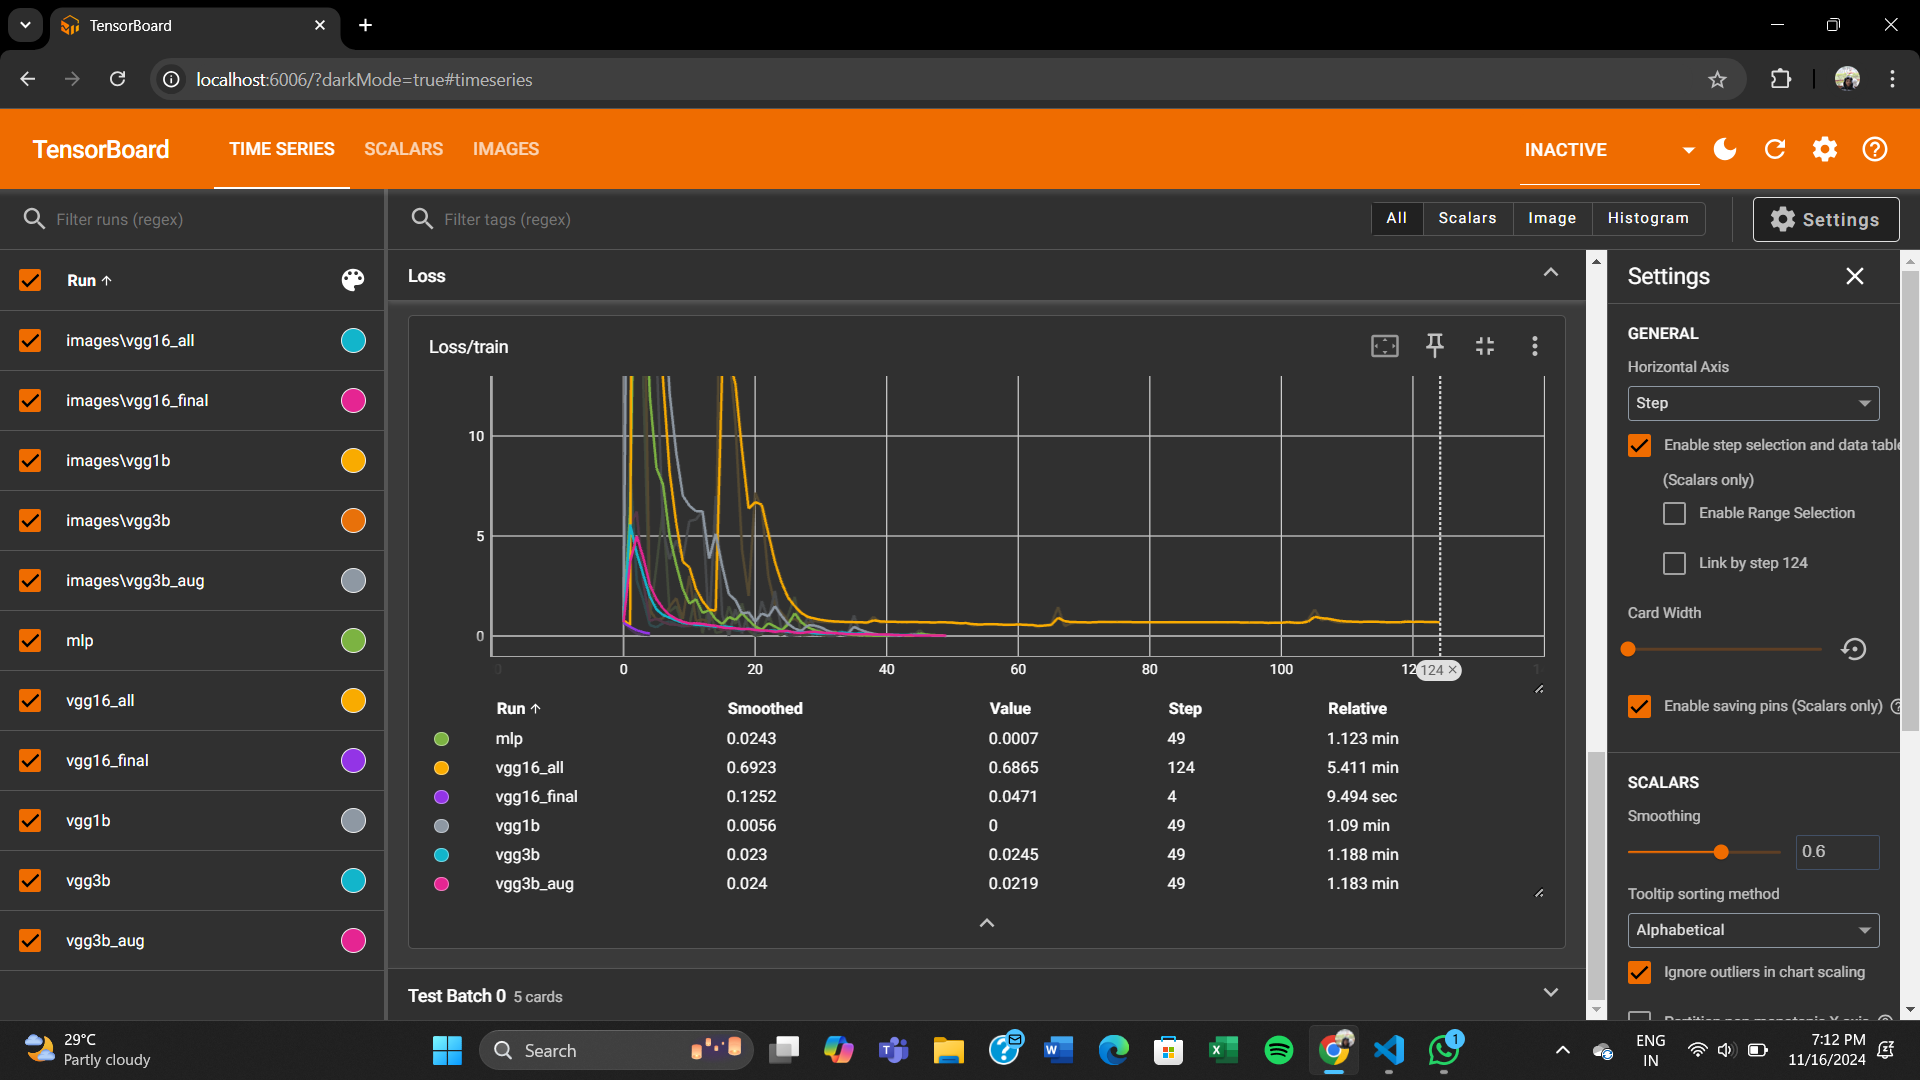 TensorBoard
localhost:6006/?darkMode=true#timeseries
TensorBoard
TIME SERIES
SCALARS
IMAGES
INACTIVE
Filter runs (regex)
Filter tags (regex)
All
Scalars
Image
Histogram
Settings
Run ↑
images\vgg16_all
images\vgg16_final
images\vgg1b
images\vgg3b
images\vgg3b_aug
mlp
vgg16_all
vgg16_final
vgg1b
vgg3b
vgg3b_aug
Loss
Loss/train
10
5
0
0 20 40 60 80 100 12
124 ×
Run ↑ Smoothed Value Step Relative
mlp 0.0243 0.0007 49 1.123 min
vgg16_all 0.6923 0.6865 124 5.411 min
vgg16_final 0.1252 0.0471 4 9.494 sec
vgg1b 0.0056 0 49 1.09 min
vgg3b 0.023 0.0245 49 1.188 min
vgg3b_aug 0.024 0.0219 49 1.183 min
Test Batch 0 5 cards
Settings
GENERAL
Horizontal Axis
Step
Enable step selection and data table
(Scalars only)
Enable Range Selection
Link by step 124
Card Width
Enable saving pins (Scalars only)
SCALARS
Smoothing
0.6
Tooltip sorting method
Alphabetical
Ignore outliers in chart scaling
29°C
Partly cloudy
Search
1
ENG
IN
7:12 PM
11/16/2024